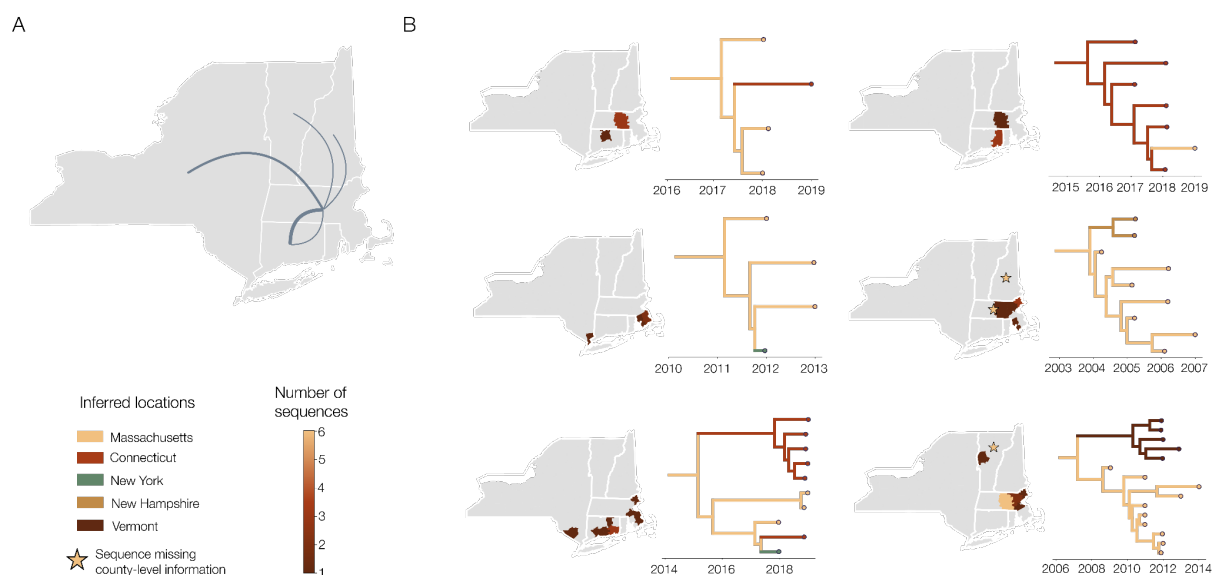 A
B
2016 2017 2018 2019
2015 2016 2017 2018 2019
2010 2011 2012 2013
2003 2004 2005 2006 2007
2014 2016 2018
2006 2008 2010 2012 2014
Inferred locations
Massachusetts
Connecticut
New York
New Hampshire
Vermont
Sequence missing
county-level information
Number of
sequences
6
5
4
3
2
1